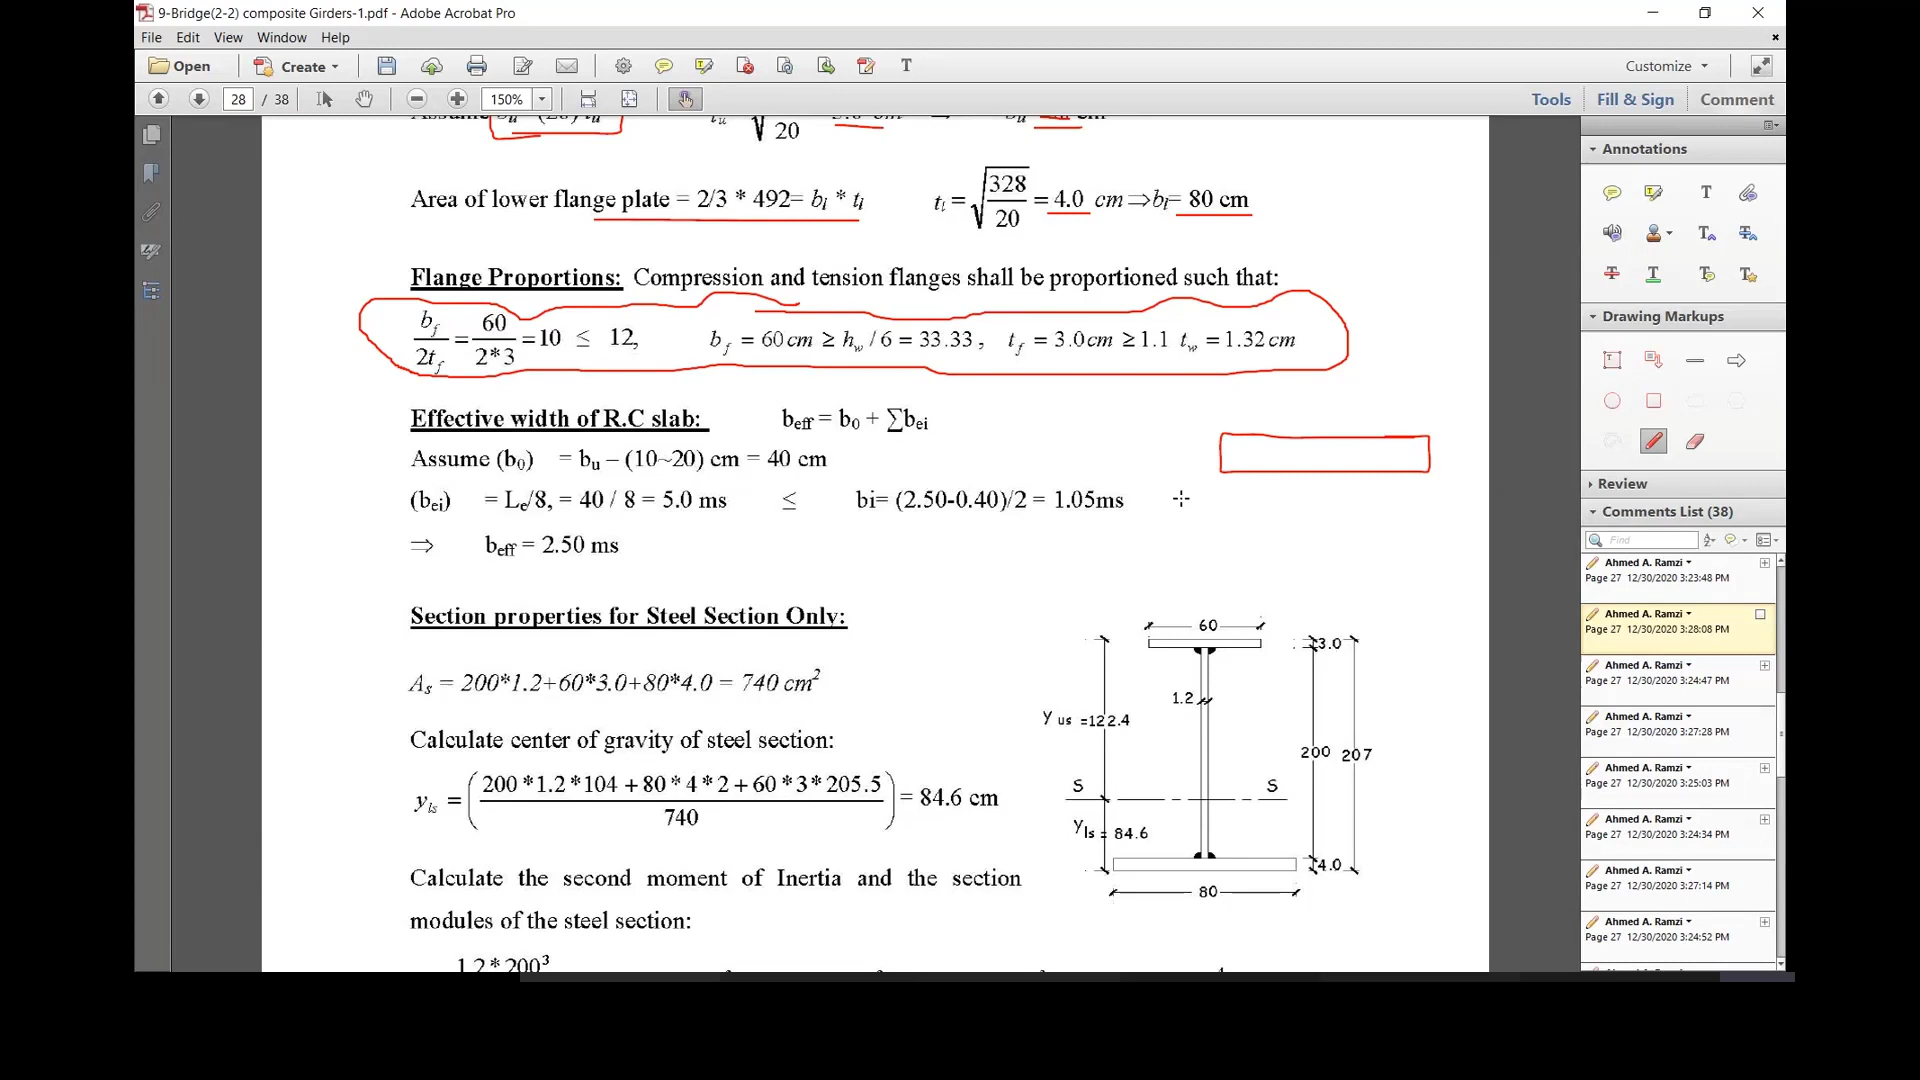 9-Bridge(2-2) composite Girders-1.pdf - Adobe Acrobat Pro
File Edit View Window Help
Open Create Customize
28 / 38 150% Tools Fill & Sign Comment
20
Area of lower flange plate = 2/3 * 492= bl * tl tl = √328/20 = 4.0 cm ⇒bl= 80 cm
Flange Proportions: Compression and tension flanges shall be proportioned such that:
bf/2tf = 60/2*3 = 10 ≤ 12, bf = 60 cm ≥ hw / 6 = 33.33 , tf = 3.0cm ≥ 1.1 tw = 1.32cm
Effective width of R.C slab: beff = b0 + ∑bei
Assume (b0) = bu – (10~20) cm = 40 cm
(bei) = Le/8, = 40 / 8 = 5.0 ms ≤ bi= (2.50-0.40)/2 = 1.05ms
⇒ beff = 2.50 ms
Section properties for Steel Section Only:
As = 200*1.2+60*3.0+80*4.0 = 740 cm2
Calculate center of gravity of steel section:
yls = (200*1.2*104 + 80*4*2 + 60*3*205.5 / 740) = 84.6 cm
Calculate the second moment of Inertia and the section
modules of the steel section:
1.2*200³
60
3.0
1.2
Y us =122.4
200 207
S S
Yls = 84.6
4.0
80
Annotations
Drawing Markups
Review
Comments List (38)
Find
Ahmed A. Ramzi
Page 27 12/30/2020 3:23:48 PM
Ahmed A. Ramzi
Page 27 12/30/2020 3:28:08 PM
Ahmed A. Ramzi
Page 27 12/30/2020 3:24:47 PM
Ahmed A. Ramzi
Page 27 12/30/2020 3:27:28 PM
Ahmed A. Ramzi
Page 27 12/30/2020 3:25:03 PM
Ahmed A. Ramzi
Page 27 12/30/2020 3:24:34 PM
Ahmed A. Ramzi
Page 27 12/30/2020 3:27:14 PM
Ahmed A. Ramzi
Page 27 12/30/2020 3:24:52 PM